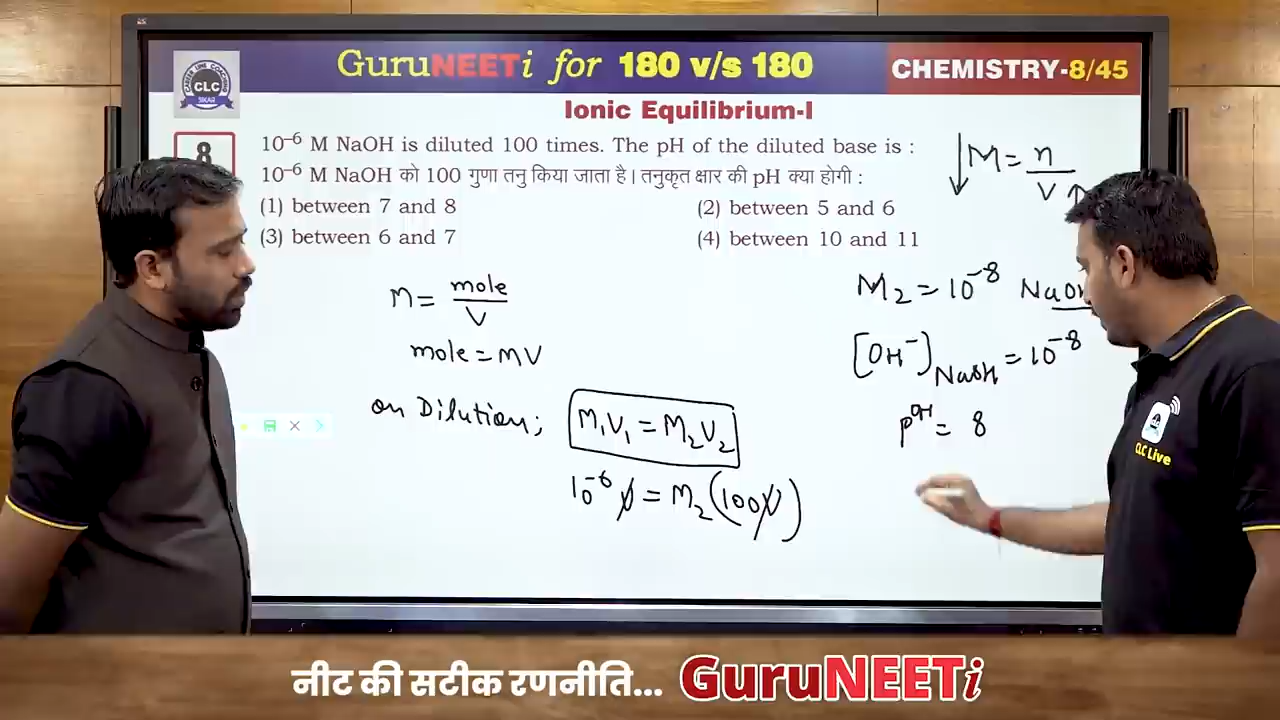 GuruNEETi for 180 v/s 180
CHEMISTRY-8/45
CLC
SIKAR
Ionic Equilibrium-I
8
10⁻⁶ M NaOH is diluted 100 times. The pH of the diluted base is :
10⁻⁶ M NaOH को 100 गुणा तनु किया जाता है। तनुकृत क्षार की pH क्या होगी :
(1) between 7 and 8
(2) between 5 and 6
(3) between 6 and 7
(4) between 10 and 11
↓M = n/V ↑
M = mole/V
mole = MV
on Dilution; M₁V₁ = M₂V₂
10⁻⁶ V = M₂(100V)
M₂ = 10⁻⁸ NaOH
[OH⁻]NaOH = 10⁻⁸
pOH = 8
CLC Live
नीट की सटीक रणनीति... GuruNEETi